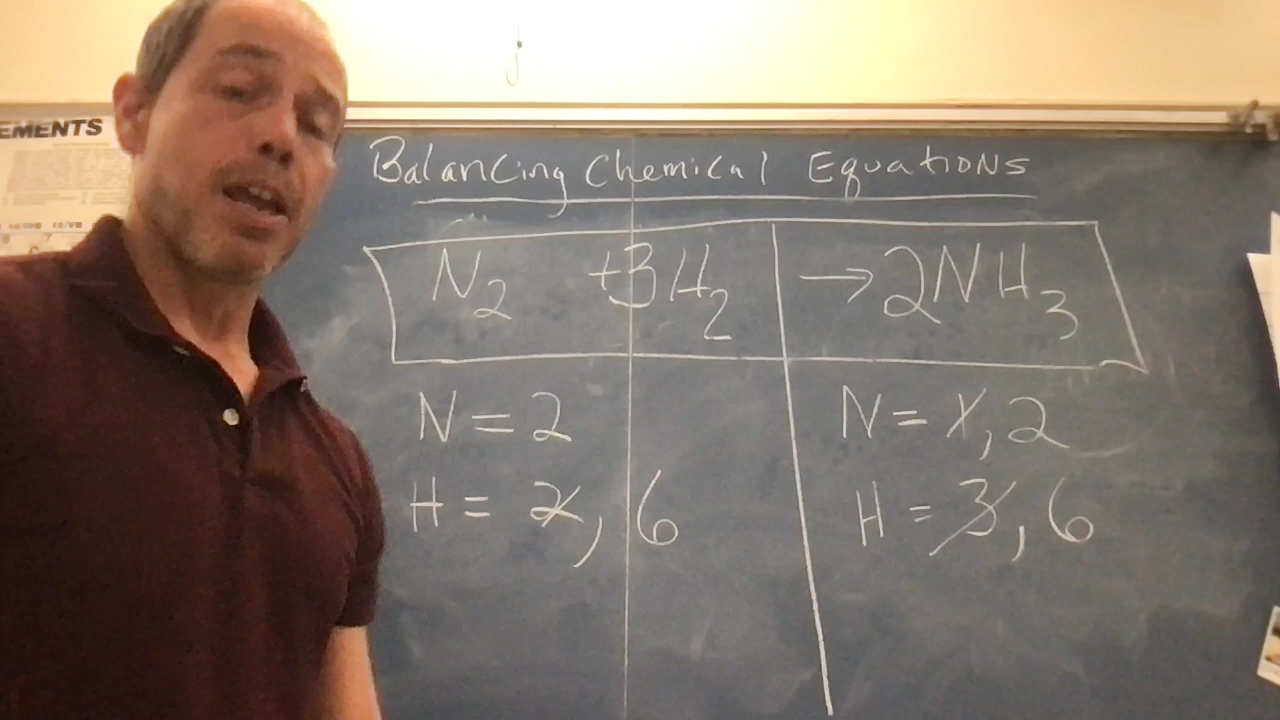 EMENTS
Balancing Chemical Equations
N2 +3H2 → 2NH3
N = 2
N = 1, 2
H = 2, 6
H = 3, 6